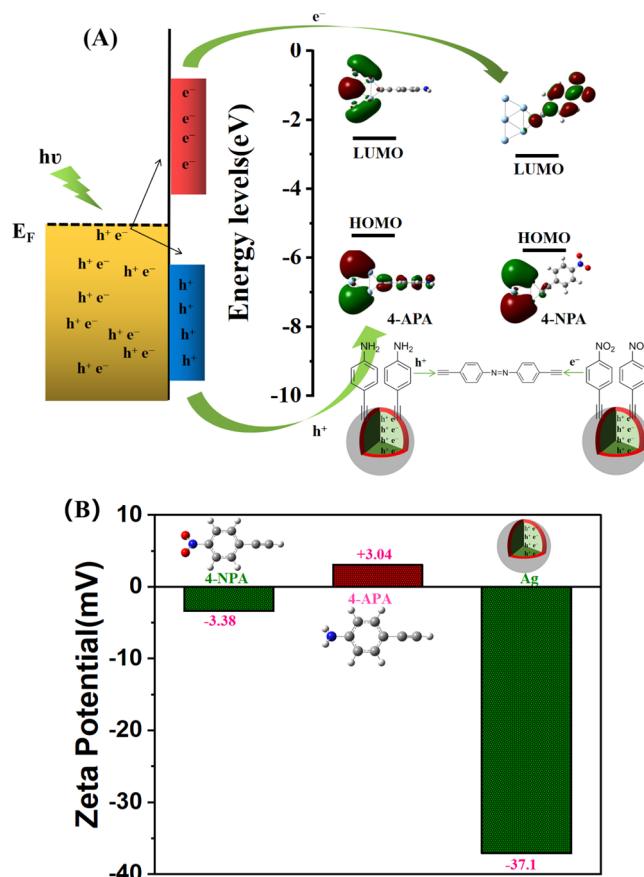 (A)
e⁻
hυ
E_F
e⁻
e⁻
e⁻
e⁻
h⁺ e⁻
h⁺ e⁻
h⁺ e⁻
h⁺ e⁻
h⁺ e⁻
h⁺ e⁻
h⁺ e⁻
h⁺
h⁺
h⁺
h⁺
h⁺
Energy levels(eV)
0
-2
-4
-6
-8
-10
LUMO
LUMO
HOMO
HOMO
4-APA
4-NPA
NH₂
NH₂
h⁺
N=N
e⁻
NO₂
NO
h⁺ e⁻
h⁺ e⁻
h⁺ e⁻
h⁺ e⁻
h⁺ e⁻
h⁺ e⁻
h⁺ e⁻
h⁺ e⁻
(B)
Zeta Potential(mV)
10
0
-10
-20
-30
-40
4-NPA
-3.38
+3.04
4-APA
h⁺ e⁻
h⁺ e⁻
h⁺ e⁻
h⁺ e⁻
Ag
-37.1